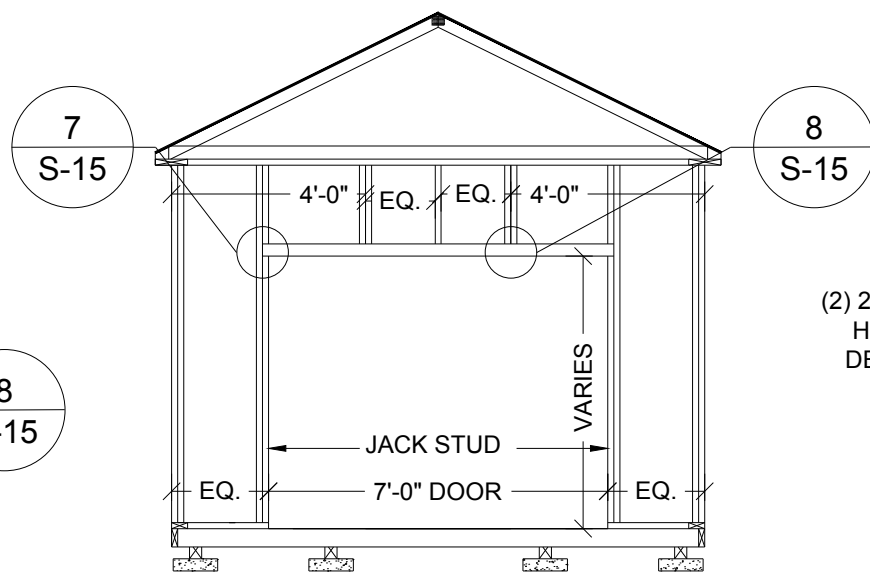 7
S-15
8
S-15
4'-0"
EQ.
EQ.
4'-0"
(2) 2
H
DE
VARIES
8
-15
JACK STUD
EQ.
7'-0" DOOR
EQ.